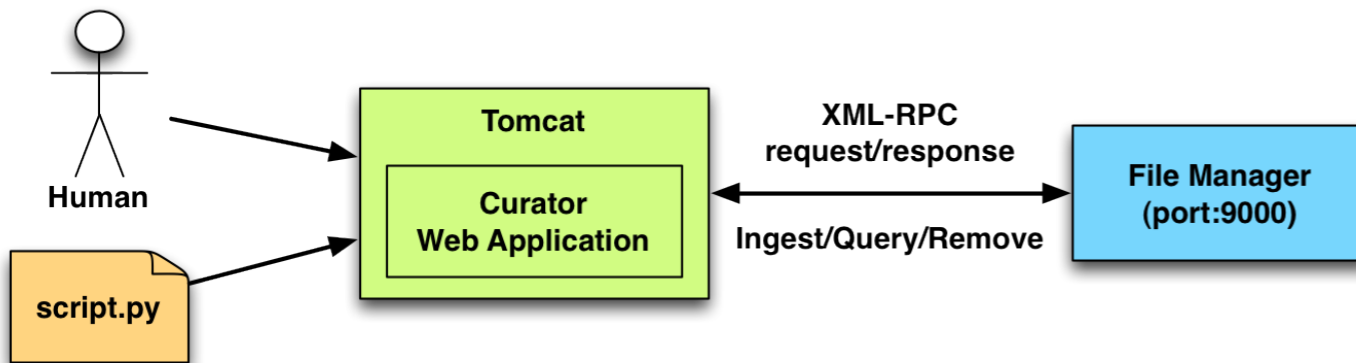 Human
script.py
Tomcat
Curator
Web Application
XML-RPC
request/response
Ingest/Query/Remove
File Manager
(port:9000)